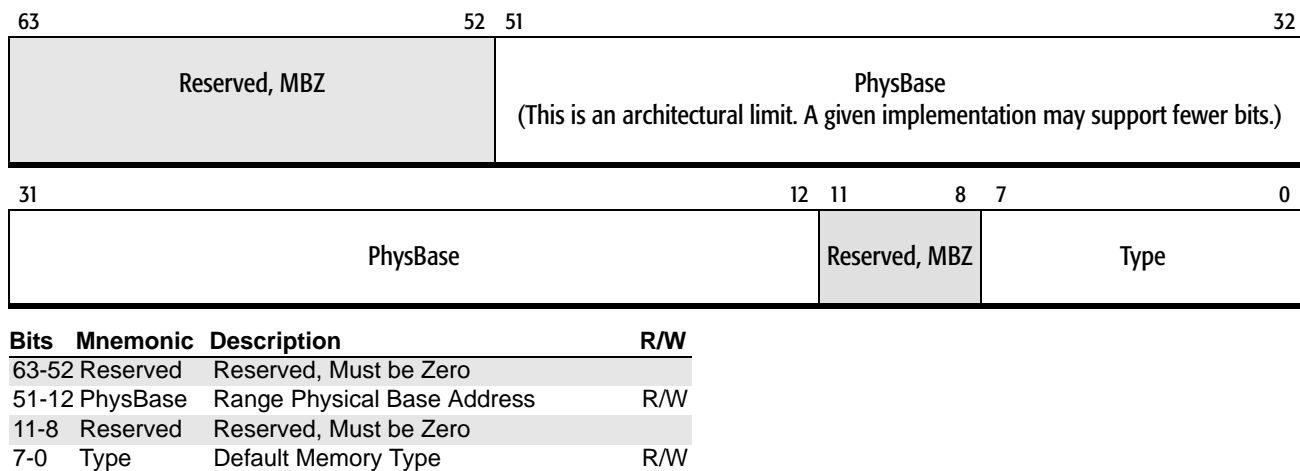 63 52 51 32
Reserved, MBZ PhysBase
(This is an architectural limit. A given implementation may support fewer bits.)
31 12 11 8 7 0
PhysBase Reserved, MBZ Type
Bits Mnemonic Description R/W
63-52 Reserved Reserved, Must be Zero
51-12 PhysBase Range Physical Base Address R/W
11-8 Reserved Reserved, Must be Zero
7-0 Type Default Memory Type R/W